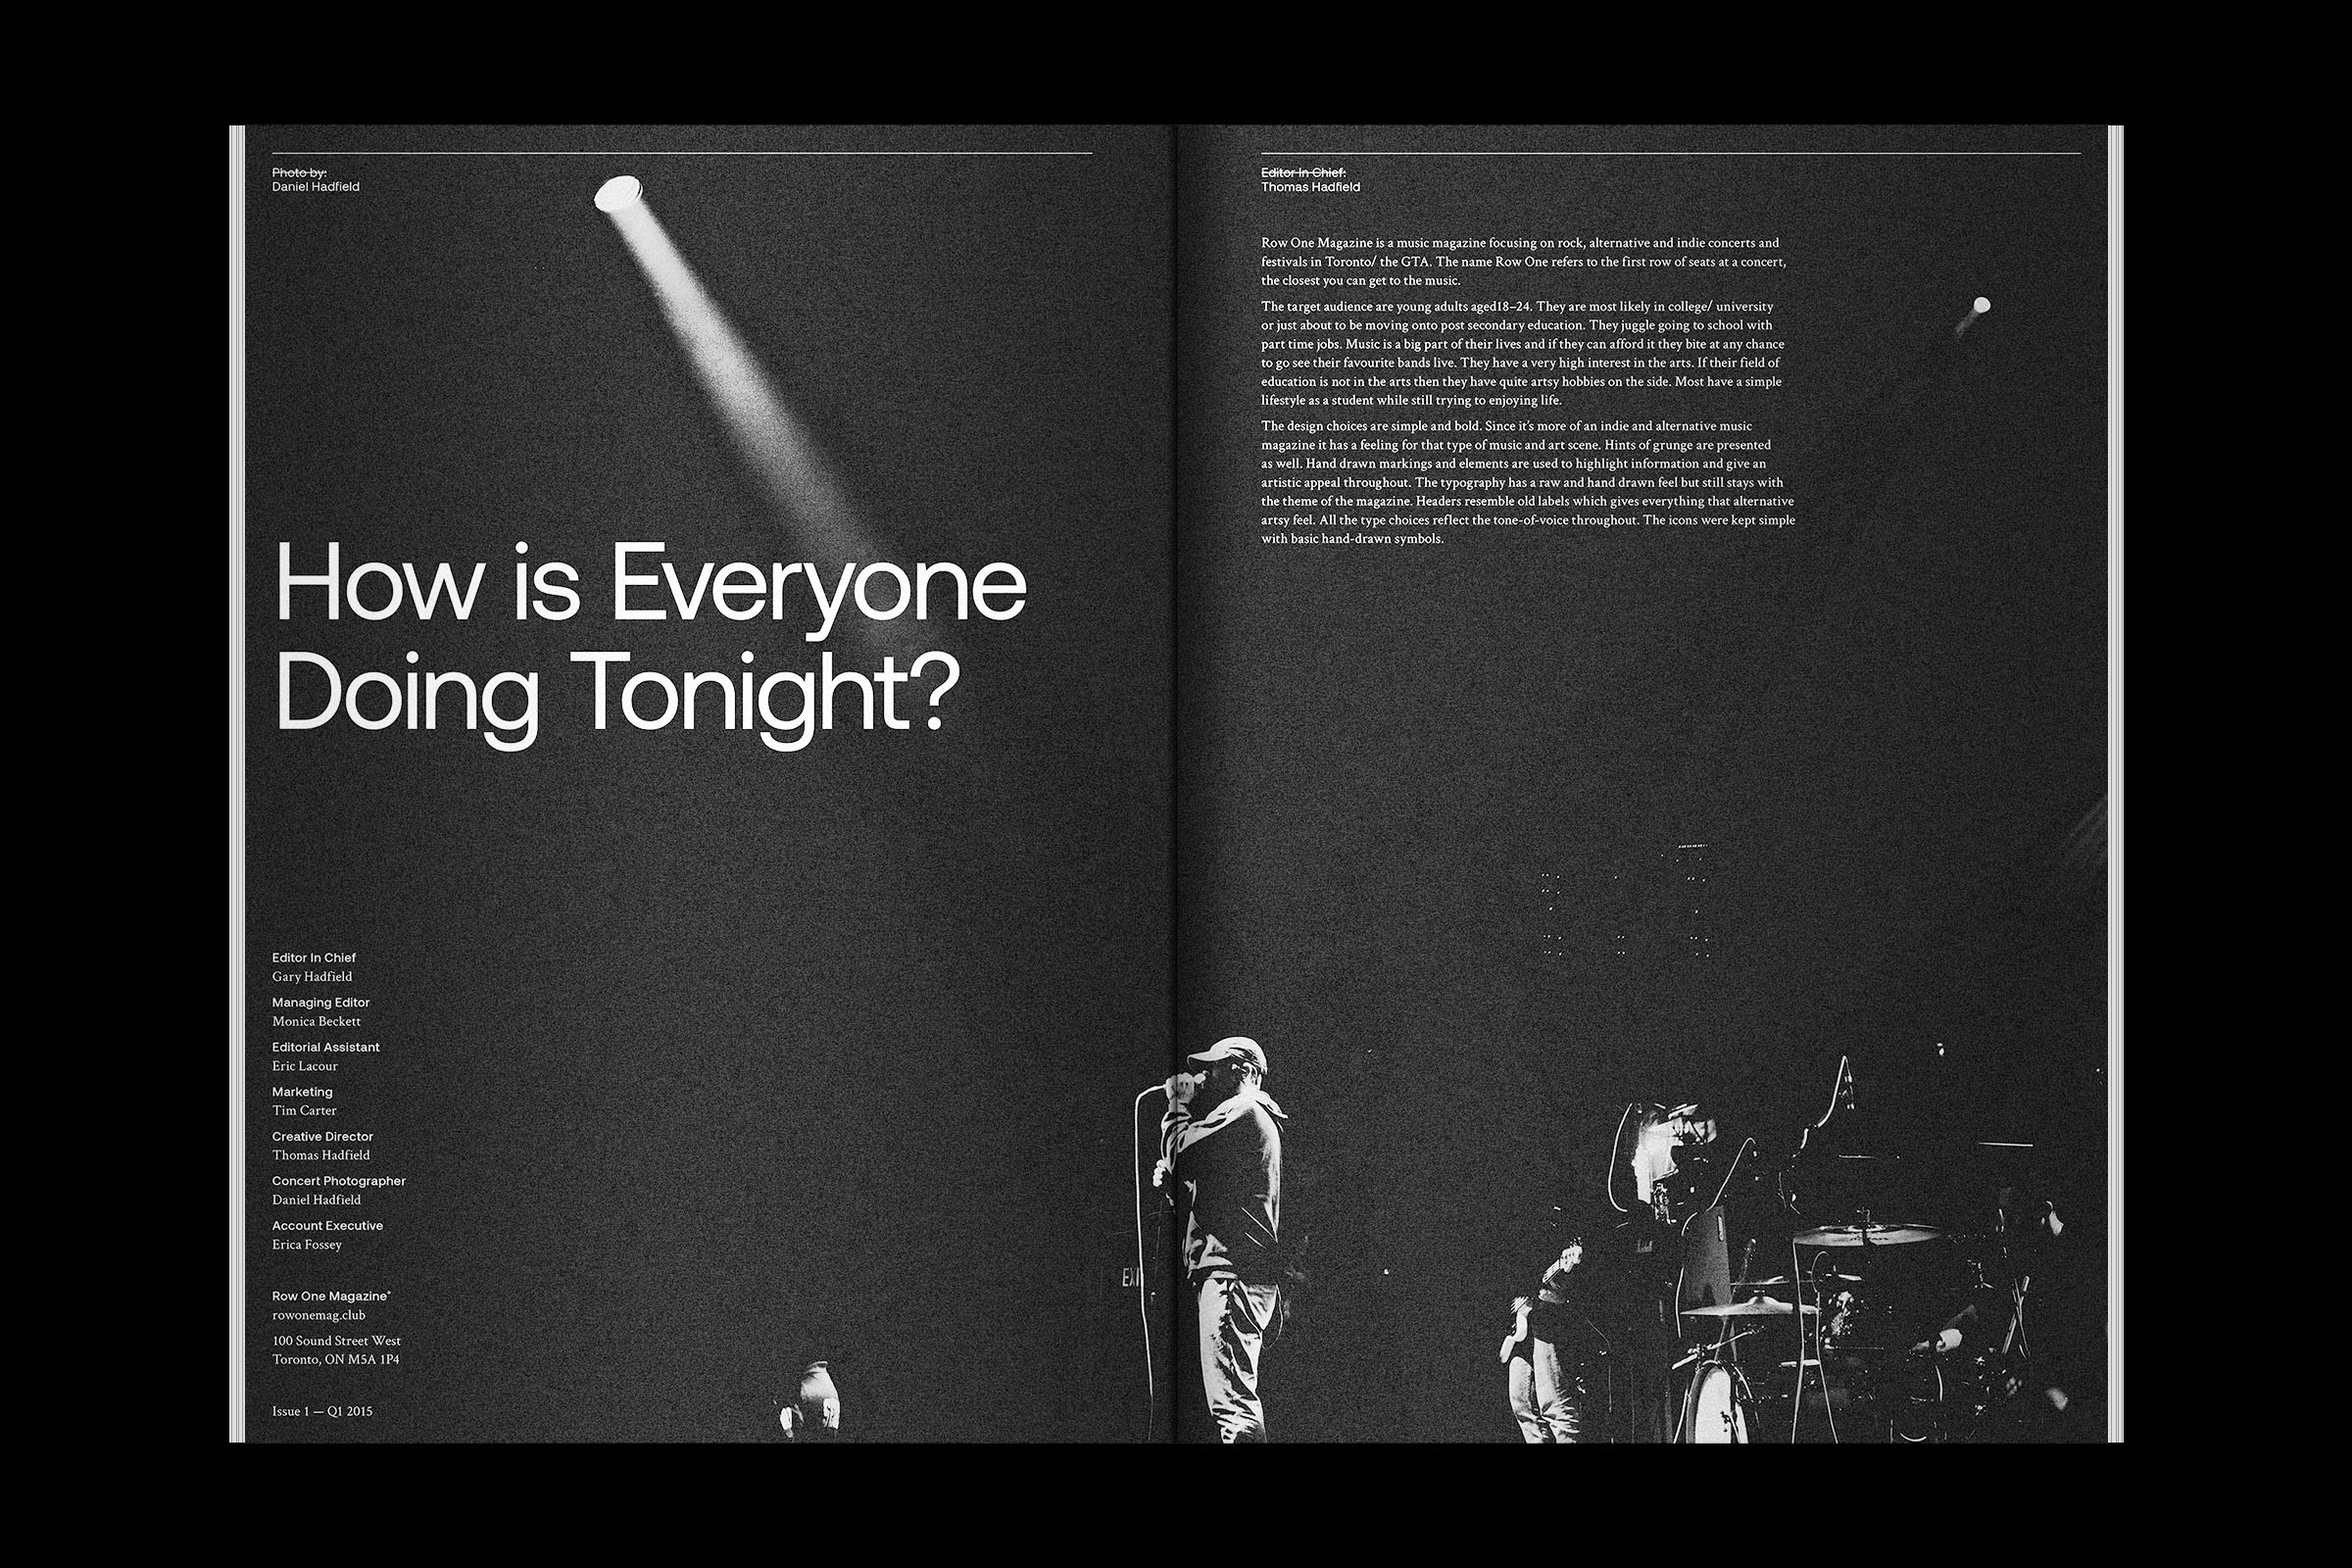 Photo by:
Daniel Hadfield
How is Everyone
Doing Tonight?
Editor In Chief
Gary Hadfield
Managing Editor
Monica Beckett
Editorial Assistant
Eric Lacour
Marketing
Tim Carter
Creative Director
Thomas Hadfield
Concert Photographer
Daniel Hadfield
Account Executive
Erica Fossey
Row One Magazine°
rowonemag.club
100 Sound Street West
Toronto, ON M5A 1P4
Issue 1 — Q1 2015
Editor In Chief:
Thomas Hadfield
Row One Magazine is a music magazine focusing on rock, alternative and indie concerts and
festivals in Toronto/ the GTA. The name Row One refers to the first row of seats at a concert,
the closest you can get to the music.
The target audience are young adults aged18–24. They are most likely in college/ university
or just about to be moving onto post secondary education. They juggle going to school with
part time jobs. Music is a big part of their lives and if they can afford it they bite at any chance
to go see their favourite bands live. They have a very high interest in the arts. If their field of
education is not in the arts then they have quite artsy hobbies on the side. Most have a simple
lifestyle as a student while still trying to enjoying life.
The design choices are simple and bold. Since it’s more of an indie and alternative music
magazine it has a feeling for that type of music and art scene. Hints of grunge are presented
as well. Hand drawn markings and elements are used to highlight information and give an
artistic appeal throughout. The typography has a raw and hand drawn feel but still stays with
the theme of the magazine. Headers resemble old labels which gives everything that alternative
artsy feel. All the type choices reflect the tone-of-voice throughout. The icons were kept simple
with basic hand-drawn symbols.
EXI